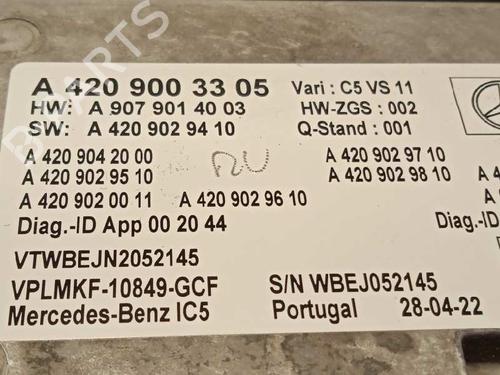 A 420 900 33 05 Vari : C5 VS 11
HW: A 907 901 40 03 HW-ZGS : 002
SW: A 420 902 94 10 Q-Stand : 001
A 420 904 20 00 A 420 902 97 10
A 420 902 95 10 A 420 902 98 10
A 420 902 00 11 A 420 902 96 10
Diag.-ID App 00 20 44
VTWBEJN2052145
VPLMKF-10849-GCF S/N WBEJ052145
Mercedes-Benz IC5 Portugal 28-04-22